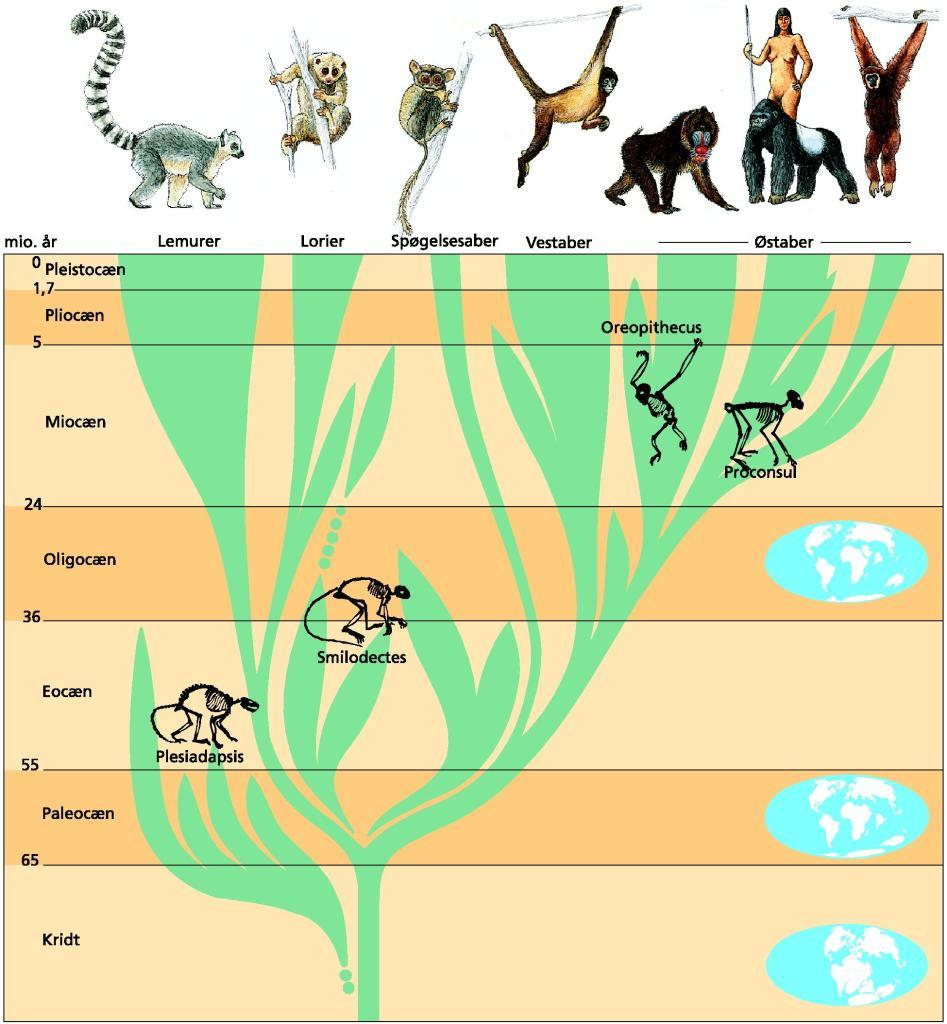 mio. år Lemurer Lorier Spøgelsesaber Vestaber Østaber
0 Pleistocæn
1,7
Pliocæn
Oreopithecus
5
Miocæn
Proconsul
24
Oligocæn
36
Smilodectes
Eocæn
Plesiadapsis
55
Paleocæn
65
Kridt